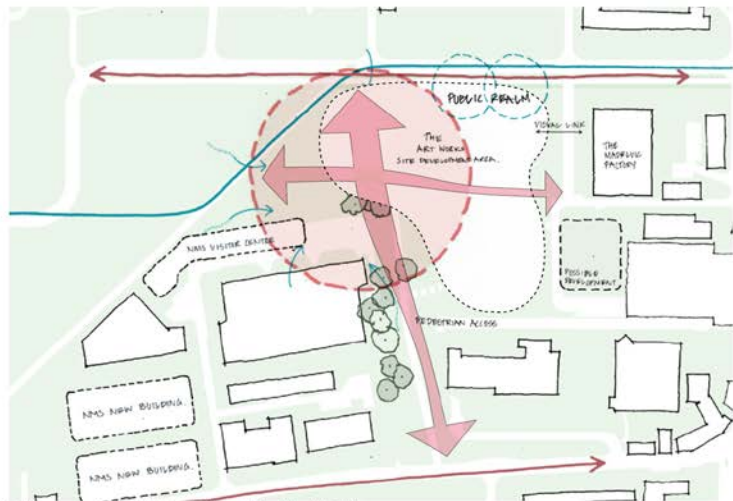 PUBLIC REALM
THE
ART WORKS
SITE DEVELOPMENT AREA.
VISUAL LINK
THE
MADELVIC
FACTORY
NMS VISITOR CENTRE
POSSIBLE
DEVELOPMENT
PEDESTRIAN ACCESS
NMS NEW BUILDING.
NMS NEW BUILDING.